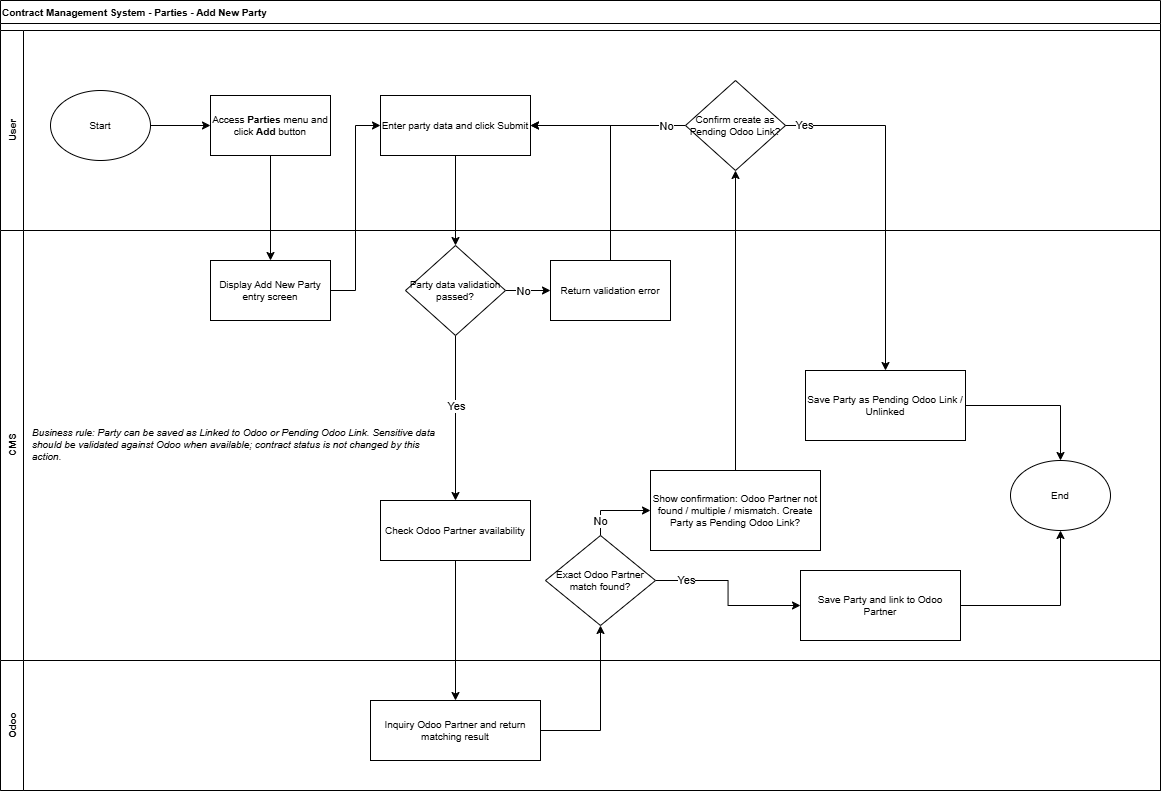 Contract Management System - Parties - Add New Party
User
Start
Access Parties menu and
click Add button
Enter party data and click Submit
No
Confirm create as
Pending Odoo Link?
Yes
CMS
Display Add New Party
entry screen
Party data validation
passed?
No
Return validation error
Yes
Save Party as Pending Odoo Link /
Unlinked
Business rule: Party can be saved as Linked to Odoo or Pending Odoo Link. Sensitive data
should be validated against Odoo when available; contract status is not changed by this
action.
Check Odoo Partner availability
Show confirmation: Odoo Partner not
found / multiple / mismatch. Create
Party as Pending Odoo Link?
End
No
Exact Odoo Partner
match found?
Yes
Save Party and link to Odoo
Partner
Odoo
Inquiry Odoo Partner and return
matching result